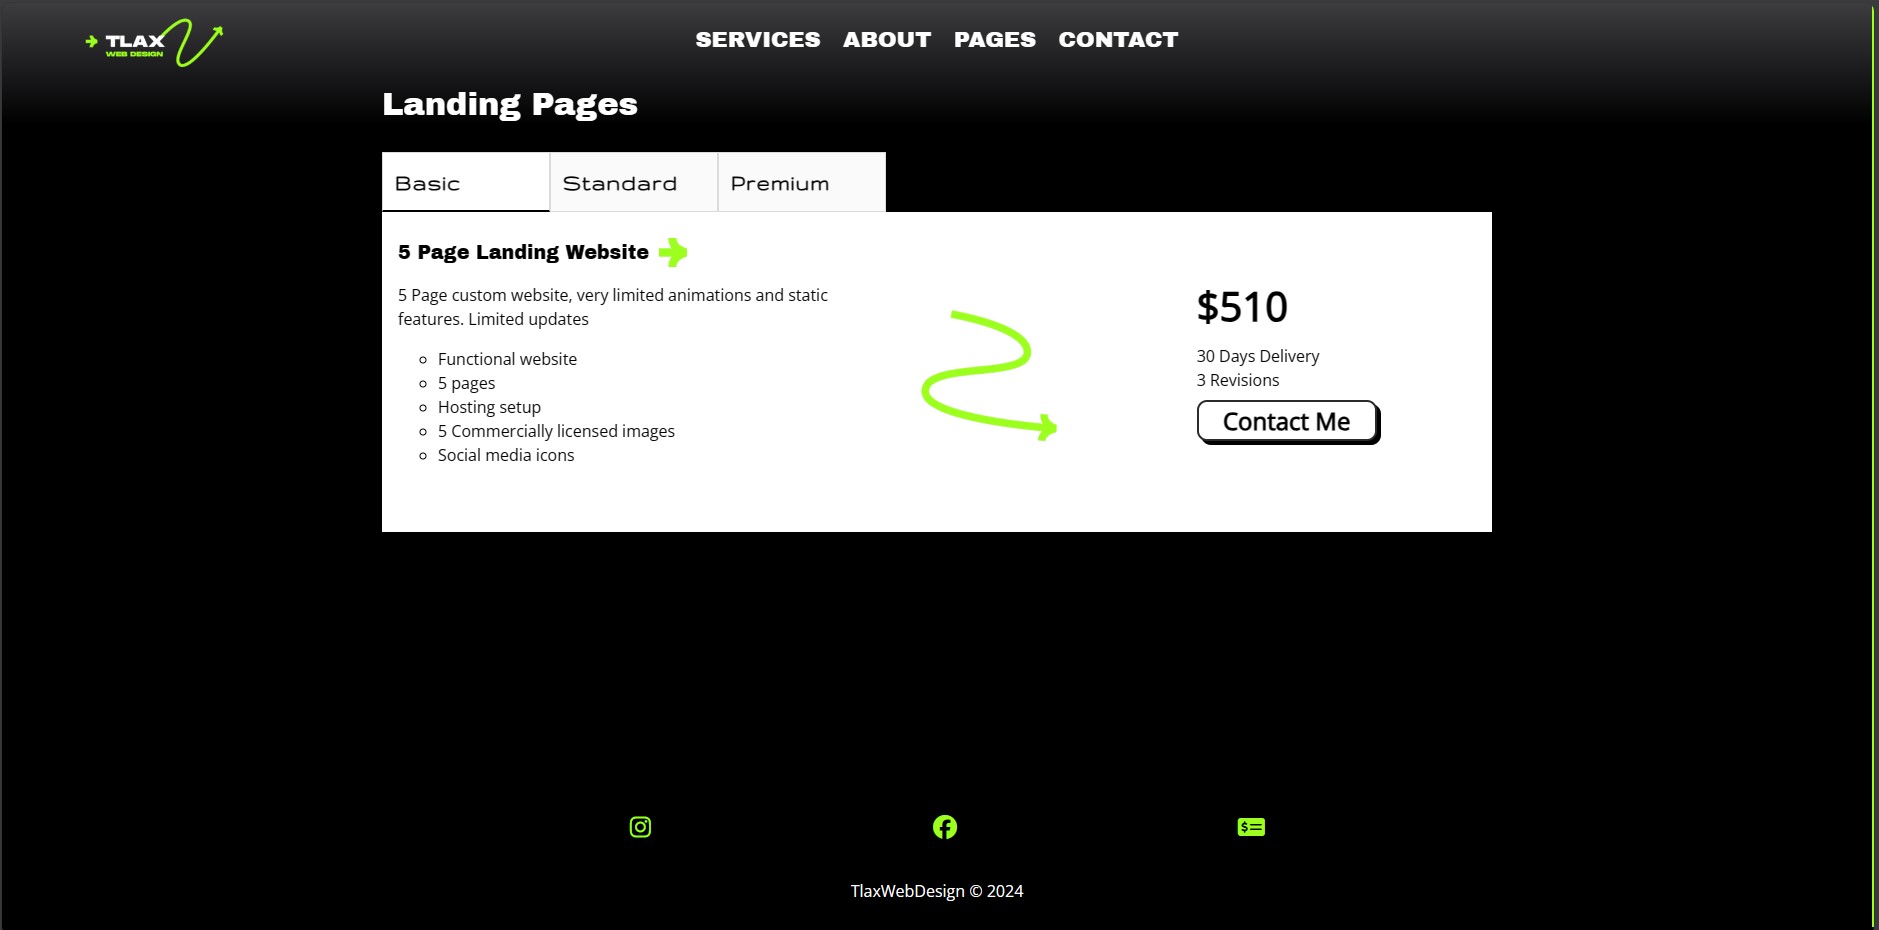 TLAX
WEB DESIGN
SERVICES ABOUT PAGES CONTACT
Landing Pages
Basic Standard Premium
5 Page Landing Website
5 Page custom website, very limited animations and static
features. Limited updates
Functional website
5 pages
Hosting setup
5 Commercially licensed images
Social media icons
$510
30 Days Delivery
3 Revisions
Contact Me
TlaxWebDesign © 2024